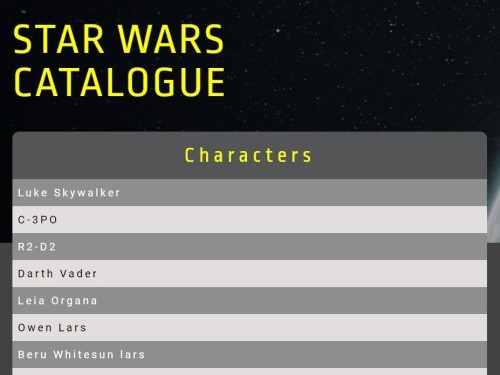 STAR WARS
CATALOGUE
Characters
Luke Skywalker
C-3PO
R2-D2
Darth Vader
Leia Organa
Owen Lars
Beru Whitesun lars